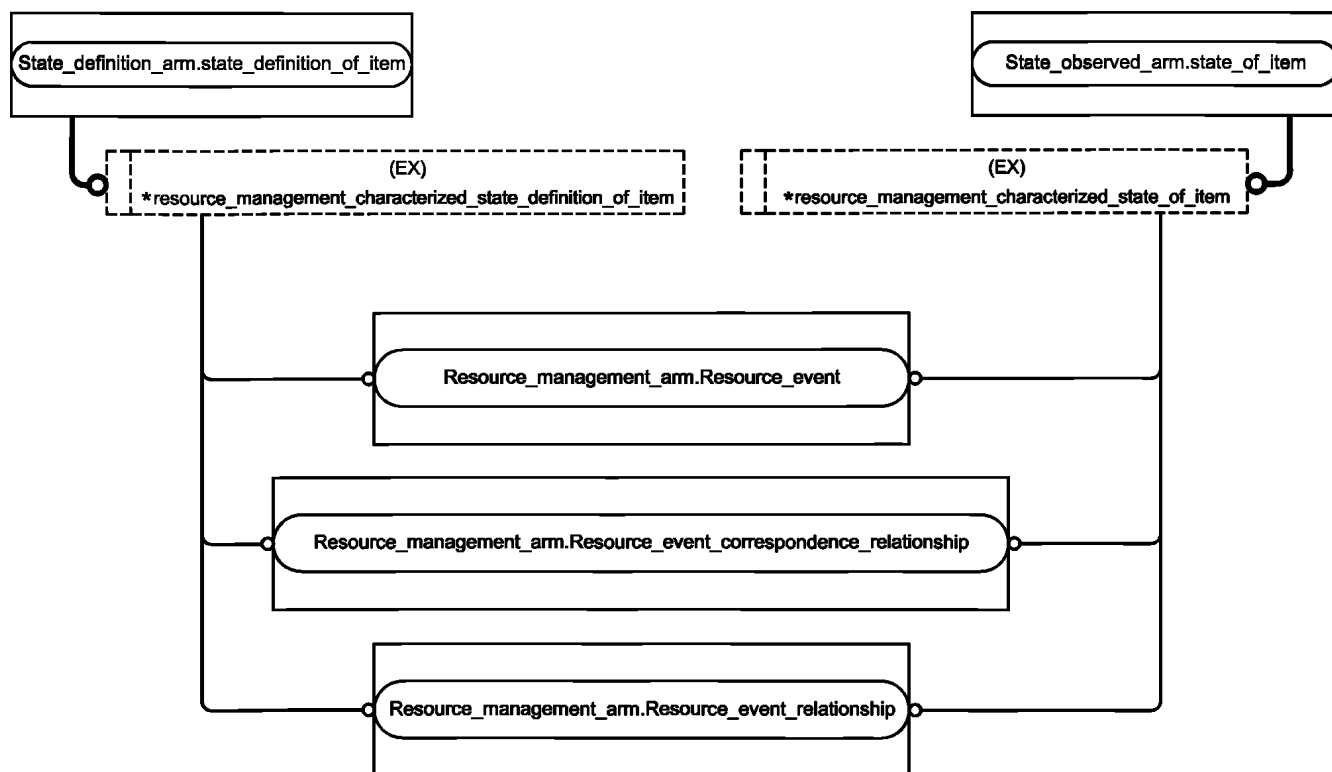 State_definition_arm.state_definition_of_item
State_observed_arm.state_of_item
(EX)
*resource_management_characterized_state_definition_of_item
(EX)
*resource_management_characterized_state_of_item
Resource_management_arm.Resource_event
Resource_management_arm.Resource_event_correspondence_relationship
Resource_management_arm.Resource_event_relationship